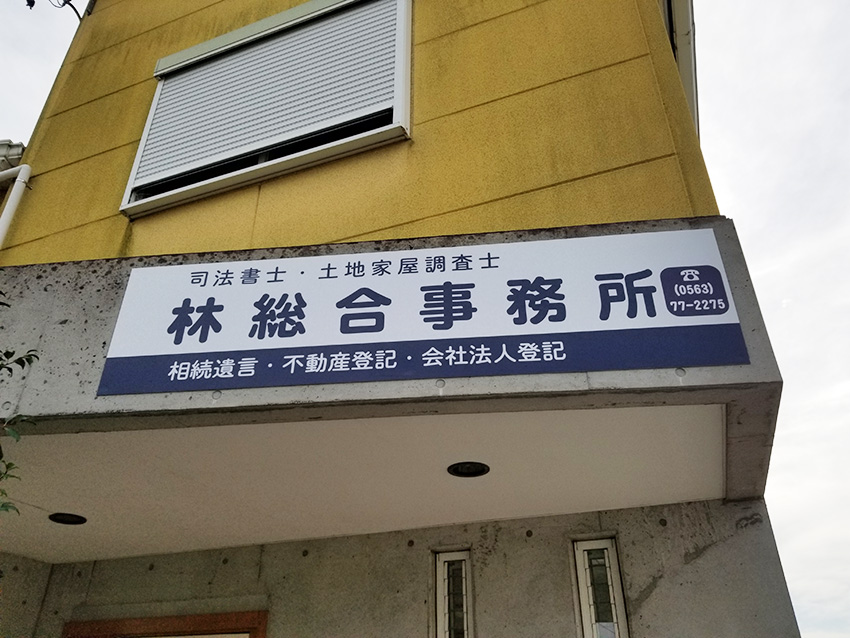 司法書士・土地家屋調査士
林総合事務所
☎
(0563)
77-2275
相続遺言・不動産登記・会社法人登記